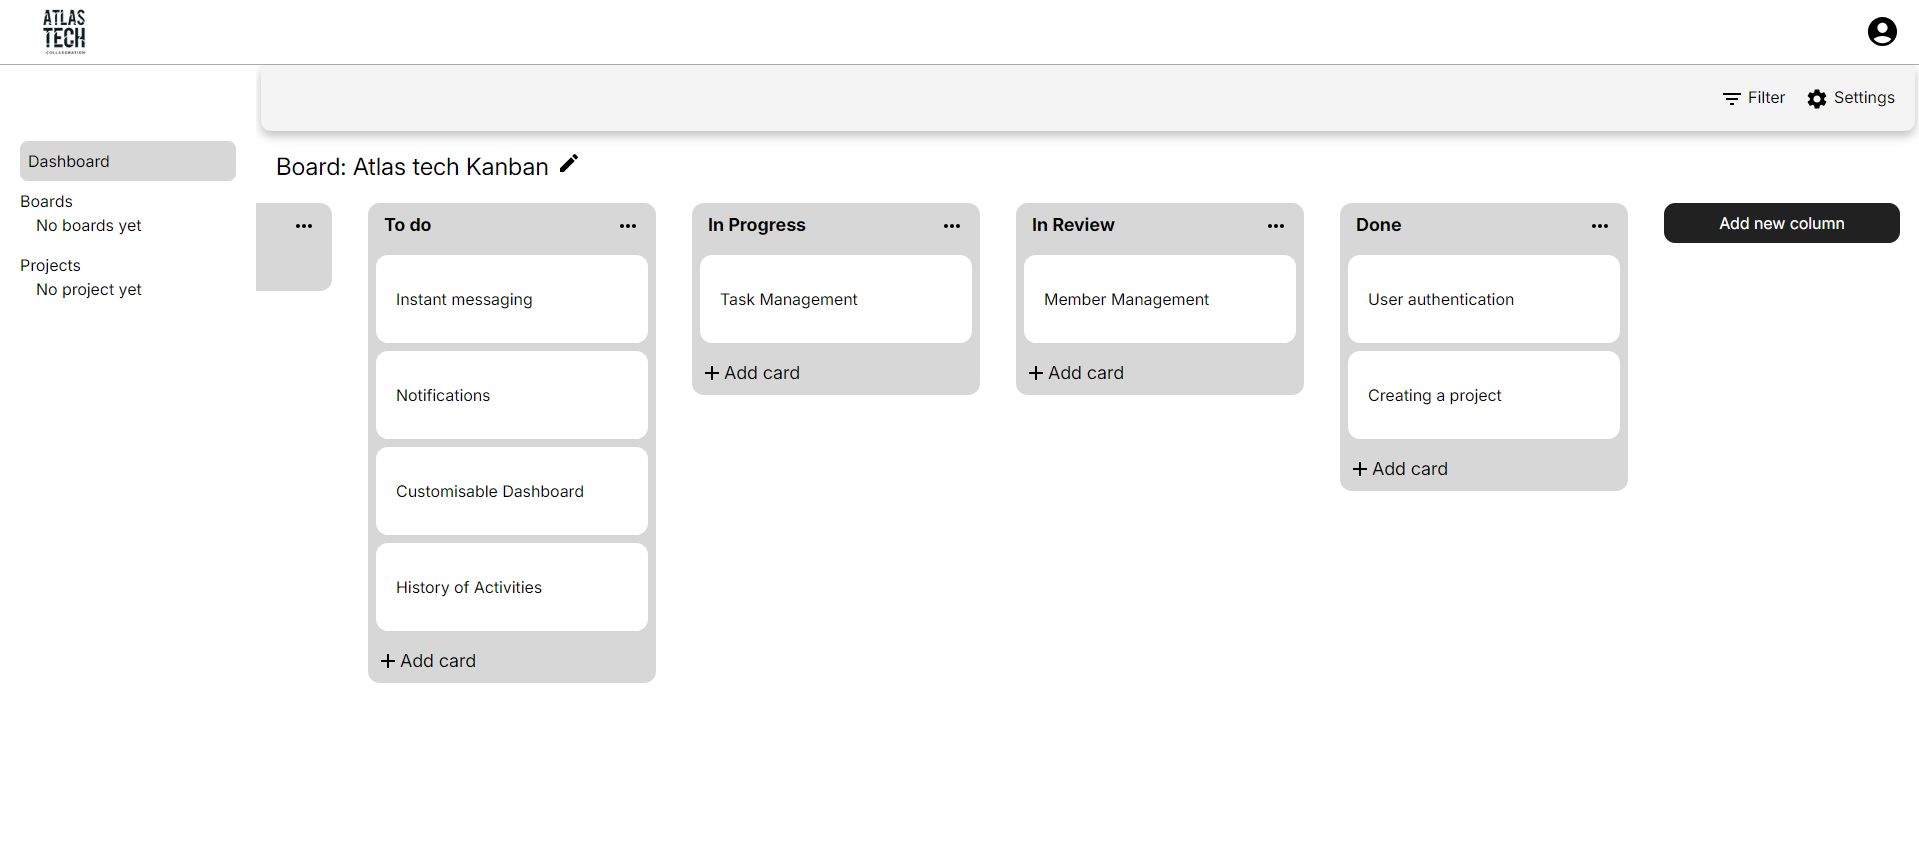 ATLAS
TECH
COLLABORATION
Filter
Settings
Dashboard
Boards
No boards yet
Projects
No project yet
Board: Atlas tech Kanban
To do
Instant messaging
Notifications
Customisable Dashboard
History of Activities
+ Add card
In Progress
Task Management
+ Add card
In Review
Member Management
+ Add card
Done
User authentication
Creating a project
+ Add card
Add new column